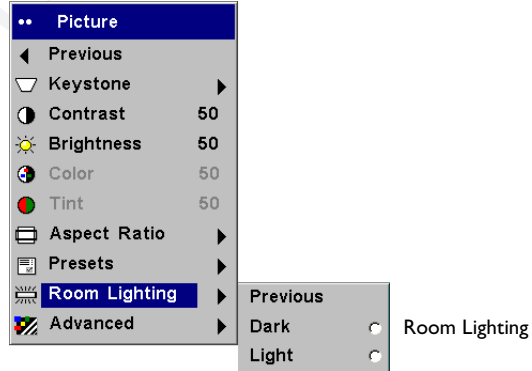 Picture
Previous
Keystone
Contrast 50
Brightness 50
Color 50
Tint 50
Aspect Ratio
Presets
Room Lighting
Advanced
Previous
Dark
Light
Room Lighting